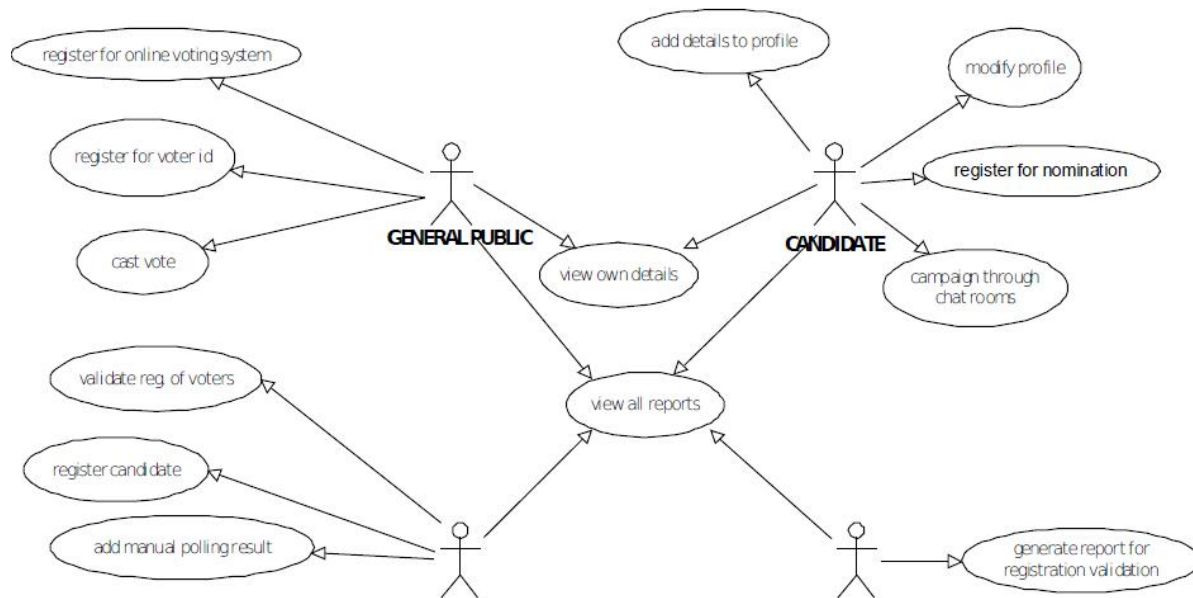 register for online voting system
add details to profile
modify profile
register for voter id
register for nomination
GENERAL PUBLIC
CANDIDATE
cast vote
view own details
campaign through
chat rooms
validate reg. of voters
view all reports
register candidate
add manual polling result
generate report for
registration validation